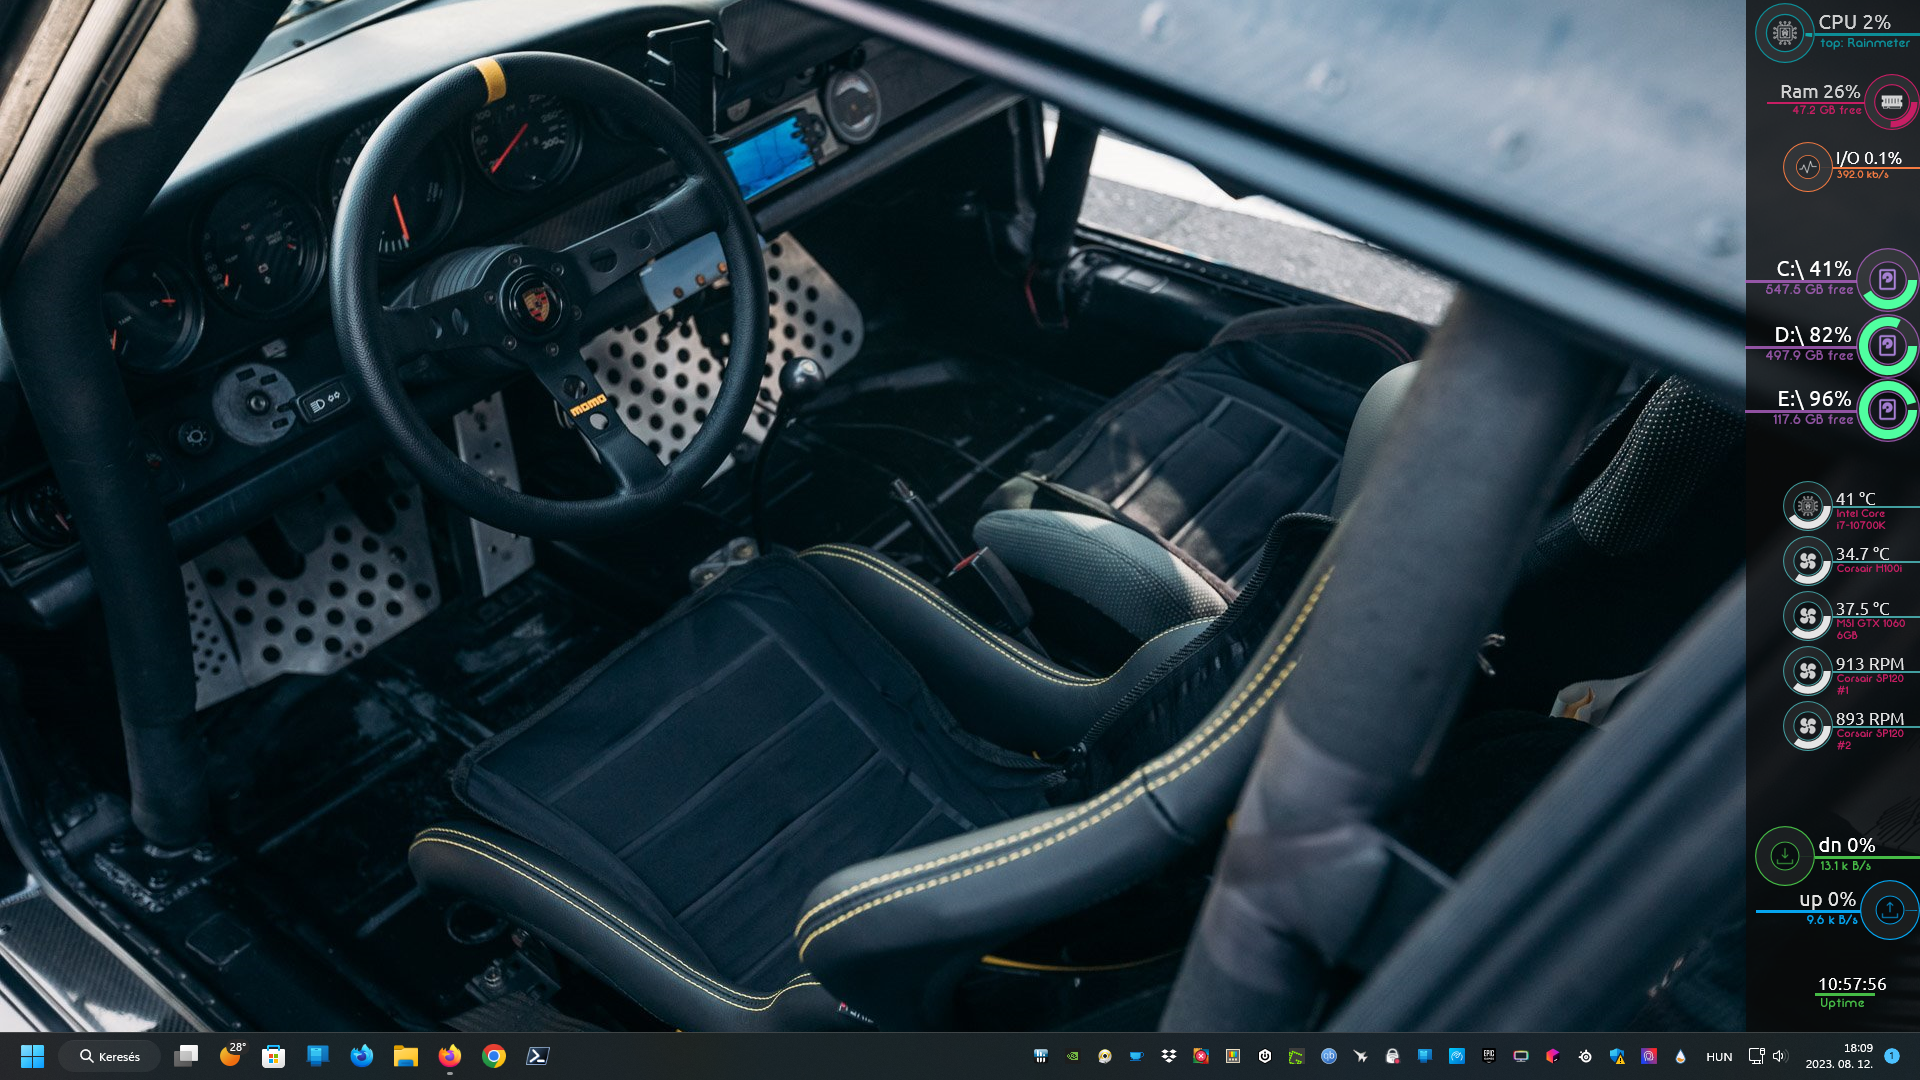 CPU 2%
top: Rainmeter
Ram 26%
47.2 GB free
I/O 0.1%
392.0 kb/s
C:\ 41%
547.5 GB free
D:\ 82%
497.9 GB free
E:\ 96%
117.6 GB free
41 °C
Intel Core
i7-10700K
34.7 °C
Corsair H100i
37.5 °C
MSI GTX 1060
6GB
913 RPM
Corsair SP120
#1
893 RPM
Corsair SP120
#2
dn 0%
13.1 k B/s
up 0%
9.6 k B/s
10:57:56
Uptime
momo
28°
Keresés
EPIC
HUN
18:09
2023. 08. 12.
1